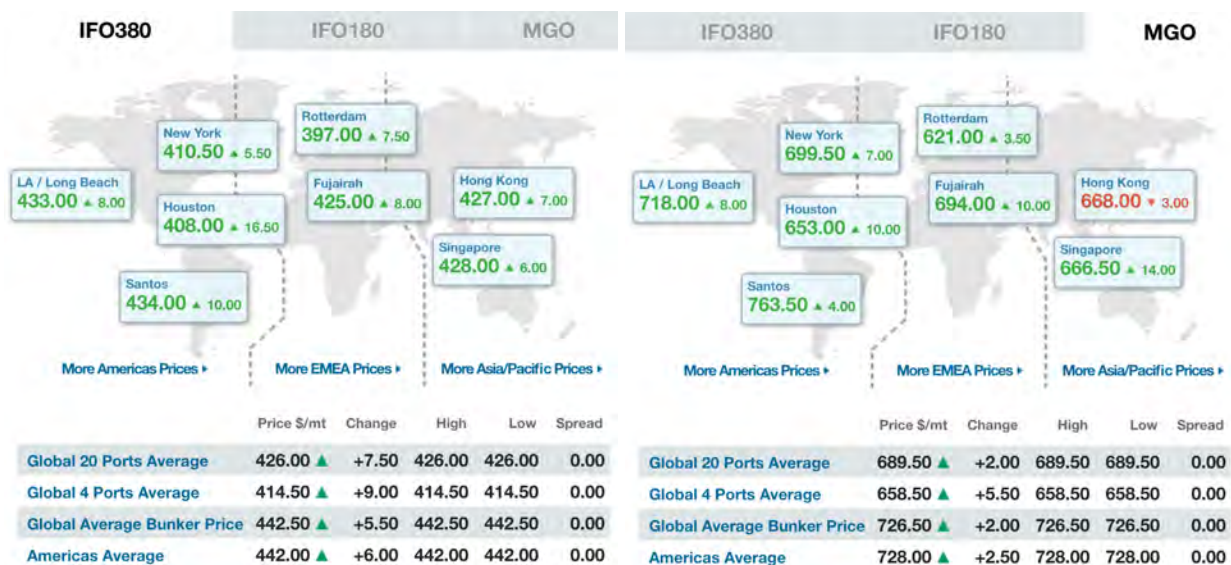 IFO380 IFO180 MGO
New York
410.50 ▲ 5.50
Rotterdam
397.00 ▲ 7.50
LA / Long Beach
433.00 ▲ 8.00
Houston
408.00 ▲ 16.50
Fujairah
425.00 ▲ 8.00
Hong Kong
427.00 ▲ 7.00
Singapore
428.00 ▲ 6.00
Santos
434.00 ▲ 10.00
More Americas Prices More EMEA Prices More Asia/Pacific Prices
Price $/mt Change High Low Spread
Global 20 Ports Average 426.00 ▲ +7.50 426.00 426.00 0.00
Global 4 Ports Average 414.50 ▲ +9.00 414.50 414.50 0.00
Global Average Bunker Price 442.50 ▲ +5.50 442.50 442.50 0.00
Americas Average 442.00 ▲ +6.00 442.00 442.00 0.00
IFO380 IFO180 MGO
New York
699.50 ▲ 7.00
Rotterdam
621.00 ▲ 3.50
LA / Long Beach
718.00 ▲ 8.00
Houston
653.00 ▲ 10.00
Fujairah
694.00 ▲ 10.00
Hong Kong
668.00 ▼ 3.00
Singapore
666.50 ▲ 14.00
Santos
763.50 ▲ 4.00
More Americas Prices More EMEA Prices More Asia/Pacific Prices
Price $/mt Change High Low Spread
Global 20 Ports Average 689.50 ▲ +2.00 689.50 689.50 0.00
Global 4 Ports Average 658.50 ▲ +5.50 658.50 658.50 0.00
Global Average Bunker Price 726.50 ▲ +2.00 726.50 726.50 0.00
Americas Average 728.00 ▲ +2.50 728.00 728.00 0.00